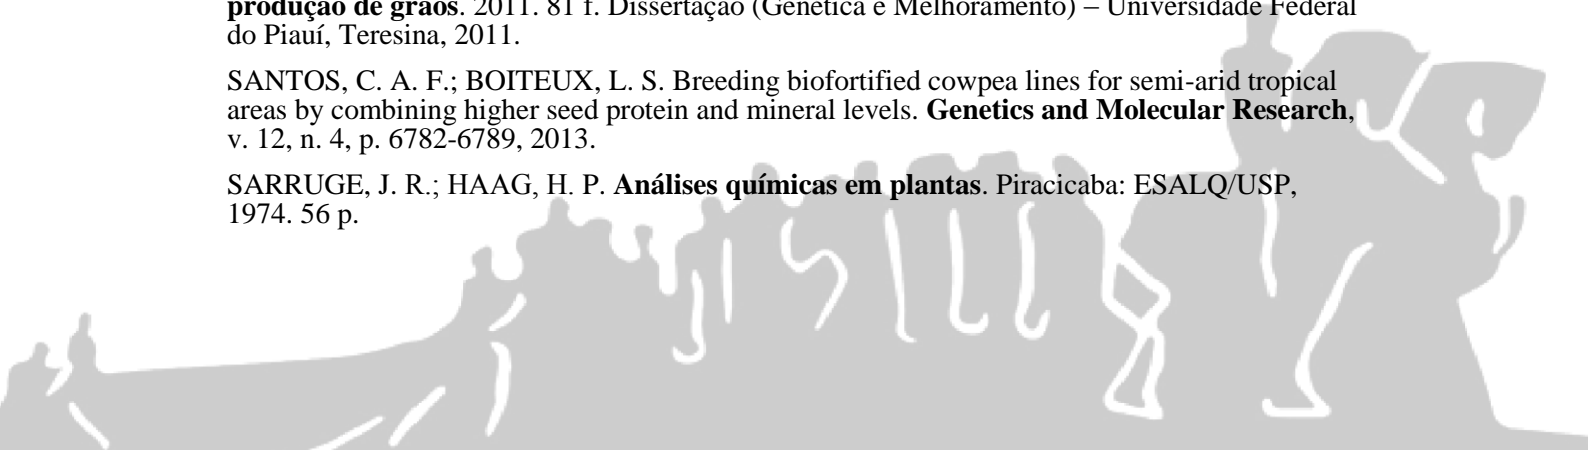 produção de grãos. 2011. 81 f. Dissertação (Genética e Melhoramento) – Universidade Federal
do Piauí, Teresina, 2011.
SANTOS, C. A. F.; BOITEUX, L. S. Breeding biofortified cowpea lines for semi-arid tropical
areas by combining higher seed protein and mineral levels. Genetics and Molecular Research,
v. 12, n. 4, p. 6782-6789, 2013.
SARRUGE, J. R.; HAAG, H. P. Análises químicas em plantas. Piracicaba: ESALQ/USP,
1974. 56 p.